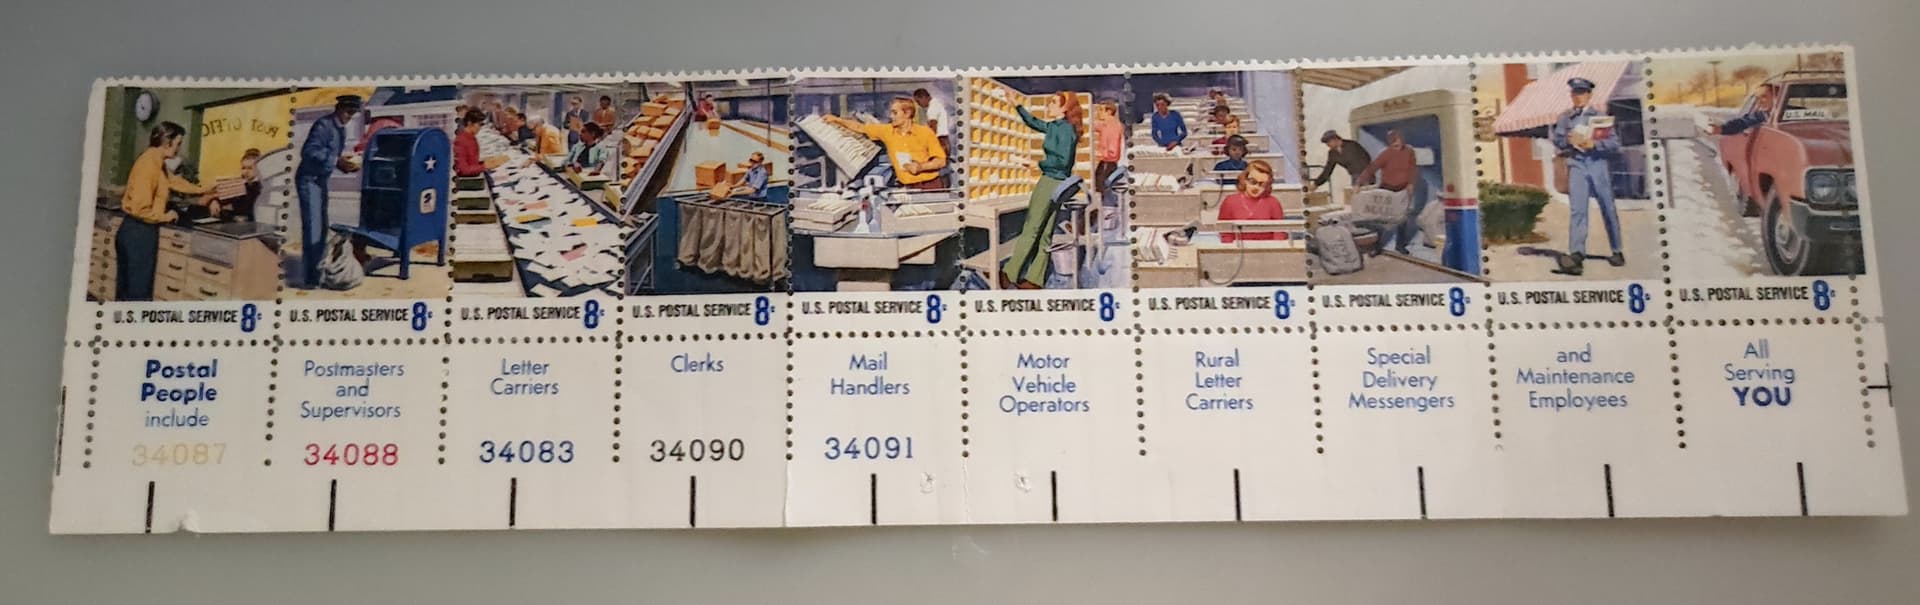 POST OFFIC
U.S. MAIL
U.S. MAIL
U.S. POSTAL SERVICE 8c
U.S. POSTAL SERVICE 8c
U.S. POSTAL SERVICE 8c
U.S. POSTAL SERVICE 8c
U.S. POSTAL SERVICE 8c
U.S. POSTAL SERVICE 8c
U.S. POSTAL SERVICE 8c
U.S. POSTAL SERVICE 8c
U.S. POSTAL SERVICE 8c
U.S. POSTAL SERVICE 8c
Postal
People
include
34087
Postmasters
and
Supervisors
34088
Letter
Carriers
34083
Clerks
34090
Mail
Handlers
34091
Motor
Vehicle
Operators
Rural
Letter
Carriers
Special
Delivery
Messengers
and
Maintenance
Employees
All
Serving
YOU